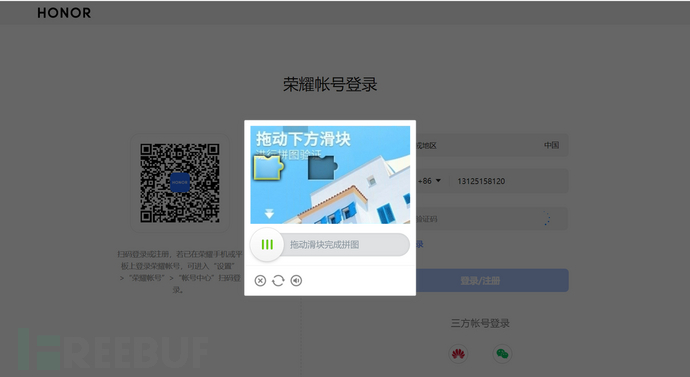 HONOR
荣耀帐号登录
拖动下方滑块
进行拼图验证
拖动滑块完成拼图
HONOR
扫码登录或注册，若已在荣耀手机或平
板上登录荣耀帐号，可进入“设置”
>“荣耀帐号”>“帐号中心”扫码登
录。
或地区 中国
+86 13125158120
验证码
录
登录/注册
三方帐号登录
REEBUF